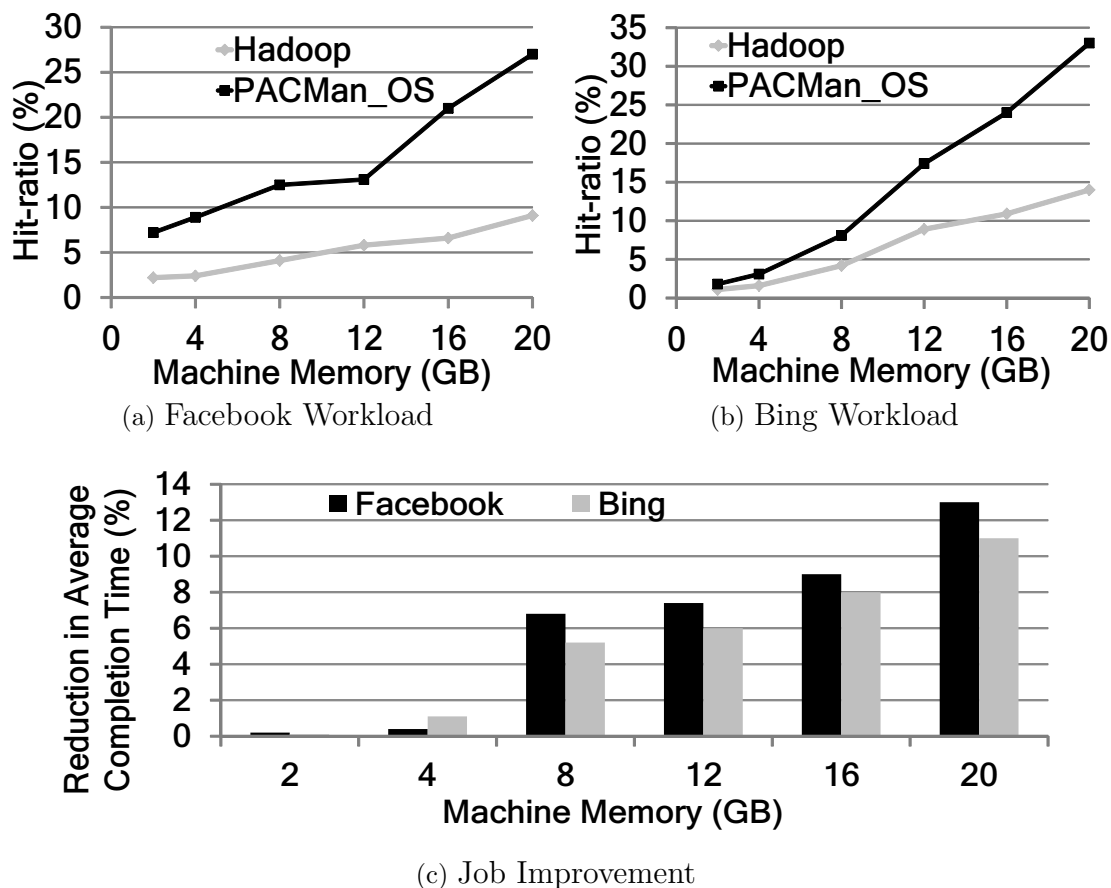 Hit-ratio (%)
30
25
20
15
10
5
0
Hadoop
PACMan_OS
0 4 8 12 16 20
Machine Memory (GB)
(a) Facebook Workload
Hit-ratio (%)
35
30
25
20
15
10
5
0
Hadoop
PACMan_OS
0 4 8 12 16 20
Machine Memory (GB)
(b) Bing Workload
Reduction in Average
Completion Time (%)
14
12
10
8
6
4
2
0
Facebook Bing
2 4 8 12 16 20
Machine Memory (GB)
(c) Job Improvement